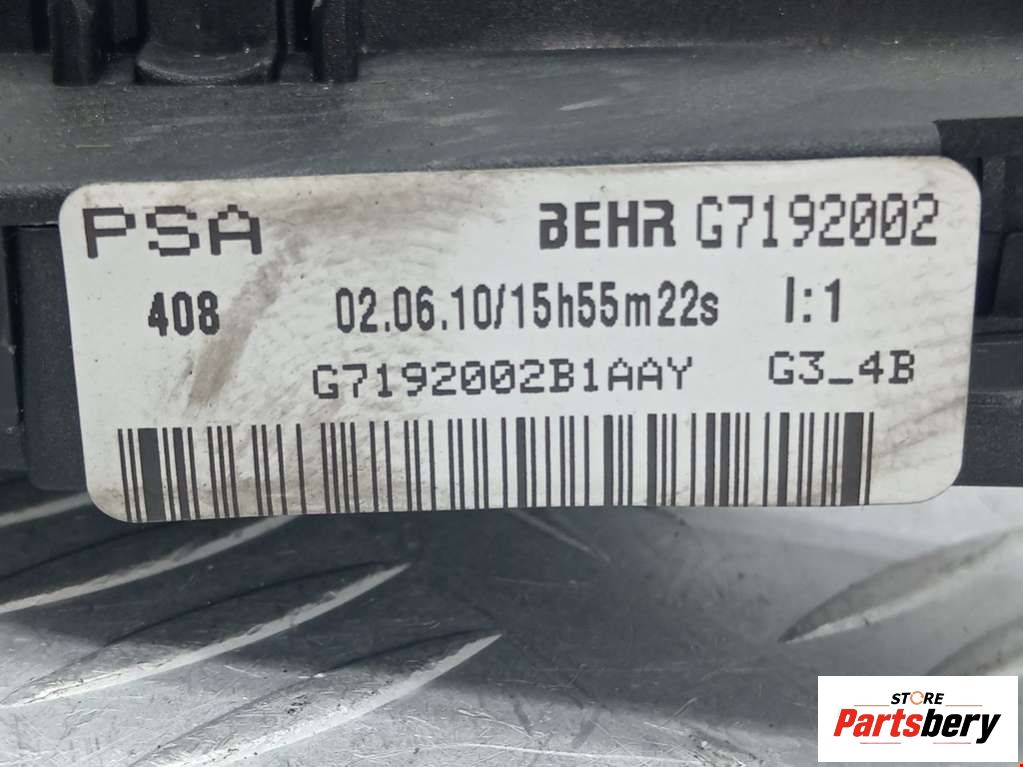 PSA BEHR G7192002
408 02.06.10/15h55m22s I:1
G7192002B1AAY G3_4B
STORE
Partsbery